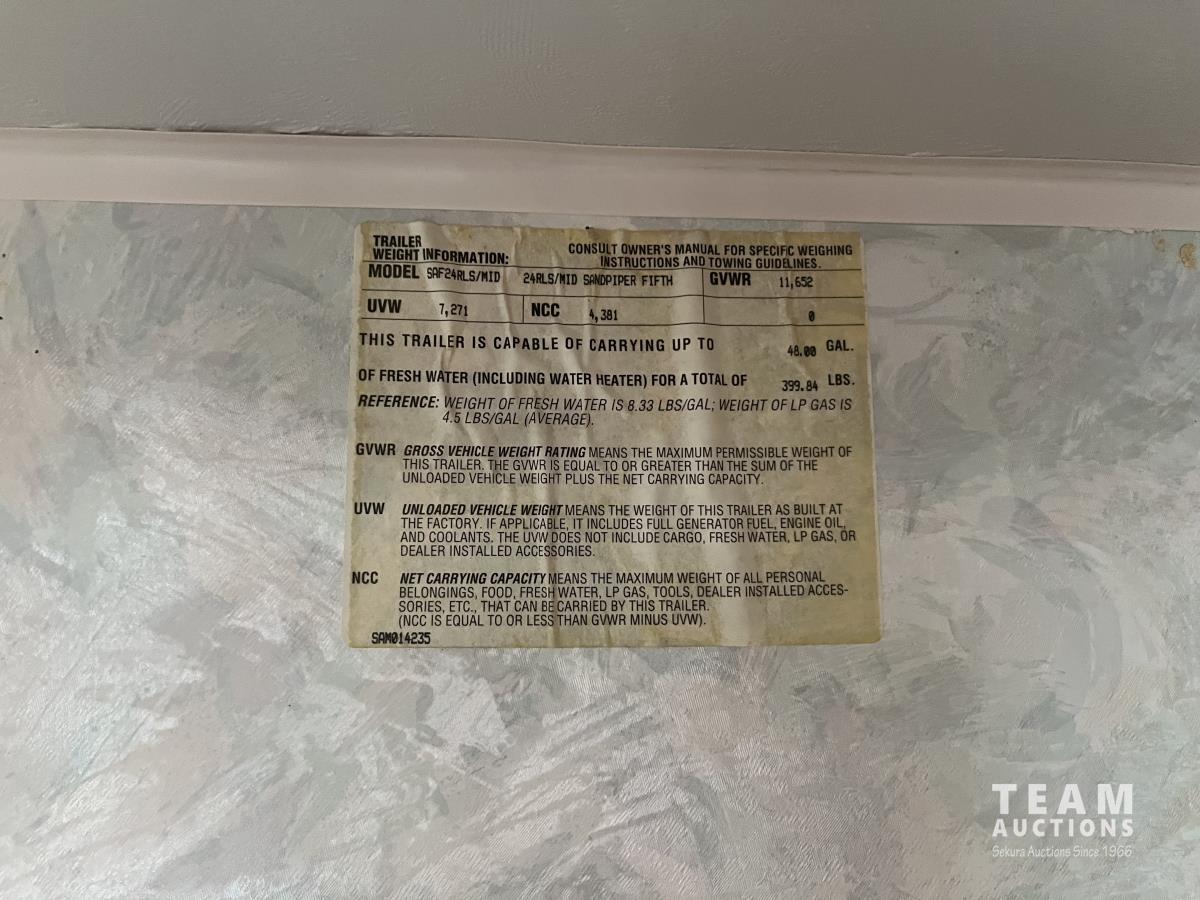 TRAILER
WEIGHT INFORMATION:
CONSULT OWNER'S MANUAL FOR SPECIFIC WEIGHING
INSTRUCTIONS AND TOWING GUIDELINES.
MODEL SAF24RLS/MID 24RLS/MID SANDPIPER FIFTH GVWR 11,652
UVW 7,271 NCC 4,381 0
THIS TRAILER IS CAPABLE OF CARRYING UP TO 48.00 GAL.
OF FRESH WATER (INCLUDING WATER HEATER) FOR A TOTAL OF 399.84 LBS.
REFERENCE: WEIGHT OF FRESH WATER IS 8.33 LBS/GAL; WEIGHT OF LP GAS IS
4.5 LBS/GAL (AVERAGE).
GVWR GROSS VEHICLE WEIGHT RATING MEANS THE MAXIMUM PERMISSIBLE WEIGHT OF
THIS TRAILER. THE GVWR IS EQUAL TO OR GREATER THAN THE SUM OF THE
UNLOADED VEHICLE WEIGHT PLUS THE NET CARRYING CAPACITY.
UVW UNLOADED VEHICLE WEIGHT MEANS THE WEIGHT OF THIS TRAILER AS BUILT AT
THE FACTORY. IF APPLICABLE, IT INCLUDES FULL GENERATOR FUEL, ENGINE OIL,
AND COOLANTS. THE UVW DOES NOT INCLUDE CARGO, FRESH WATER, LP GAS, OR
DEALER INSTALLED ACCESSORIES.
NCC NET CARRYING CAPACITY MEANS THE MAXIMUM WEIGHT OF ALL PERSONAL
BELONGINGS, FOOD, FRESH WATER, LP GAS, TOOLS, DEALER INSTALLED ACCES-
SORIES, ETC., THAT CAN BE CARRIED BY THIS TRAILER.
(NCC IS EQUAL TO OR LESS THAN GVWR MINUS UVW).
SAM014235
TEAM
AUCTIONS
Sekura Auctions Since 1966